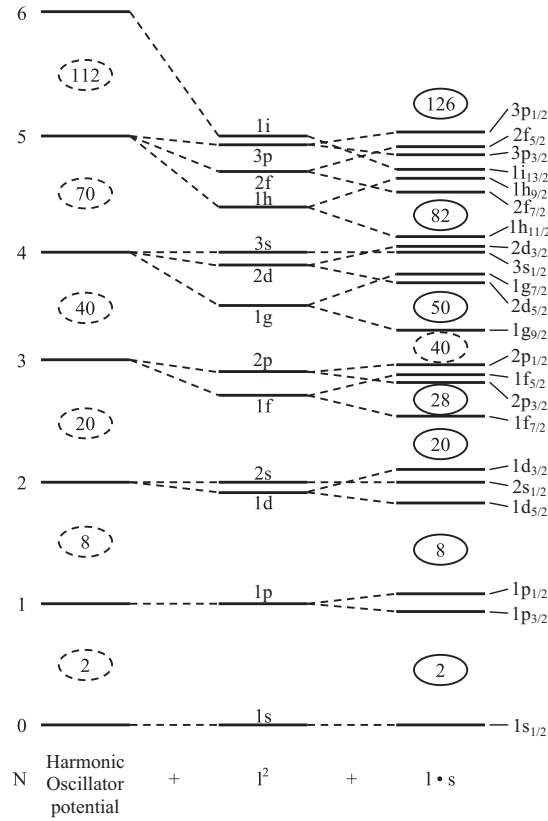 6
112
126
3p1/2
1i
2f5/2
5
3p
3p3/2
2f
1i13/2
70
1h
1h9/2
2f7/2
82
1h11/2
4
3s
2d3/2
2d
3s1/2
1g7/2
40
1g
50
2d5/2
40
1g9/2
3
2p
2p1/2
1f5/2
1f
28
2p3/2
20
1f7/2
20
2
2s
1d3/2
2s1/2
1d
1d5/2
8
8
1
1p
1p1/2
1p3/2
2
2
0
1s
1s1/2
N Harmonic Oscillator potential + l² + l • s